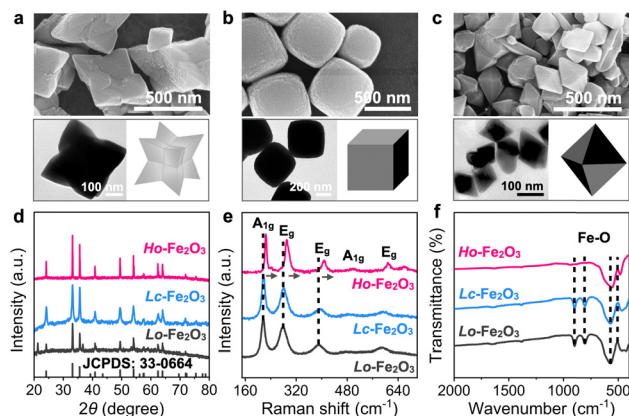 a
b
c
500 nm
500 nm
500 nm
100 nm
200 nm
100 nm
d
e
f
Intensity (a.u.)
Ho-Fe2O3
Lc-Fe2O3
Lo-Fe2O3
JCPDS: 33-0664
20 30 40 50 60 70 80
2θ (degree)
Intensity (a.u.)
A1g
Eg
Eg
A1g
Eg
Ho-Fe2O3
Lc-Fe2O3
Lo-Fe2O3
160 320 480 640
Raman shift (cm-1)
Transmittance (%)
Fe-O
Ho-Fe2O3
Lc-Fe2O3
Lo-Fe2O3
2000 1500 1000 500
Wavenumber (cm-1)